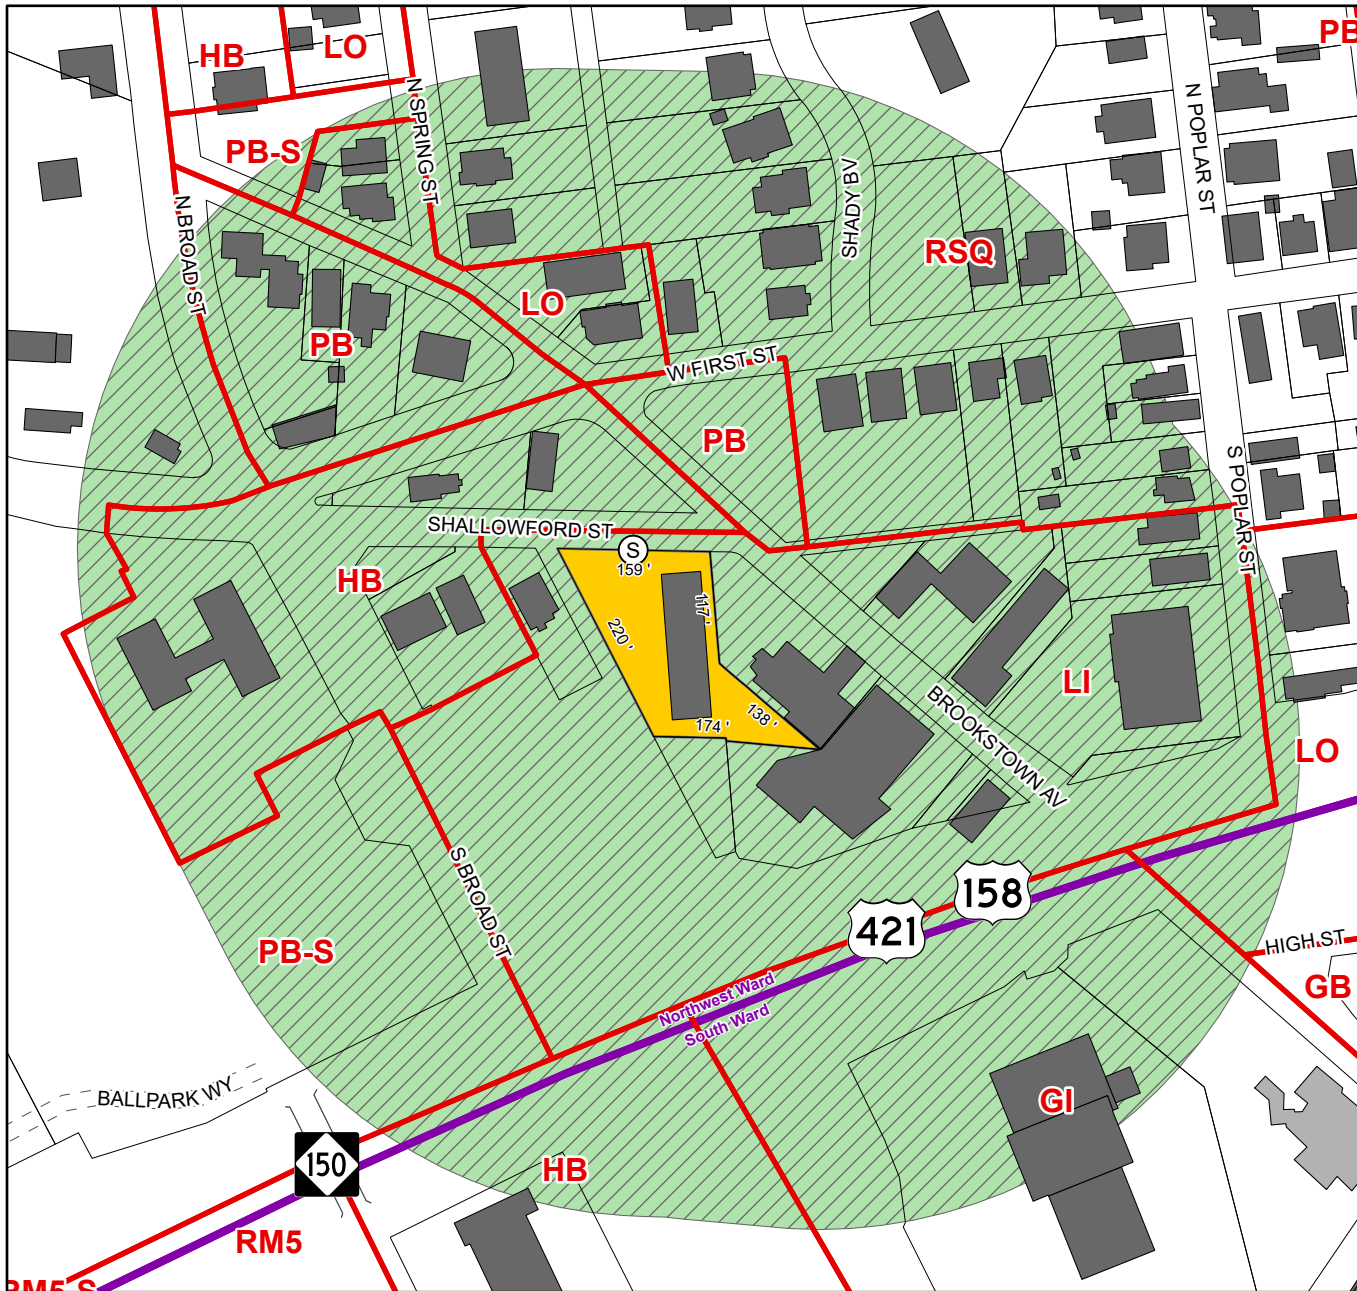 HB
LO
PB
N SPRING ST
N POPLAR ST
PB-S
SHADY BV
N BROAD ST
RSQ
LO
PB
W FIRST ST
PB
S POPLAR ST
SHALLOWFORD ST
S
159 '
HB
117 '
220 '
LI
BROOKSTOWN AV
138 '
174 '
LO
S BROAD ST
158
421
PB-S
HIGH ST
GB
Northwest Ward
South Ward
BALLPARK WY
GI
150
HB
RM5
RM5-S